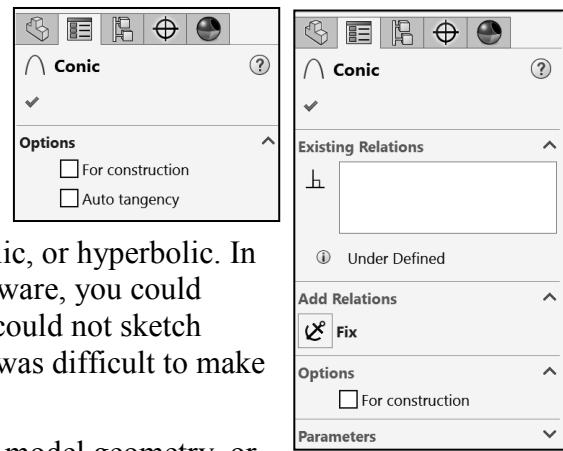 Conic
Options
For construction
Auto tangency
nic, or hyperbolic. In
ware, you could
could not sketch
was difficult to make
model geometry, or
Conic
Existing Relations
Under Defined
Add Relations
Fix
Options
For construction
Parameters